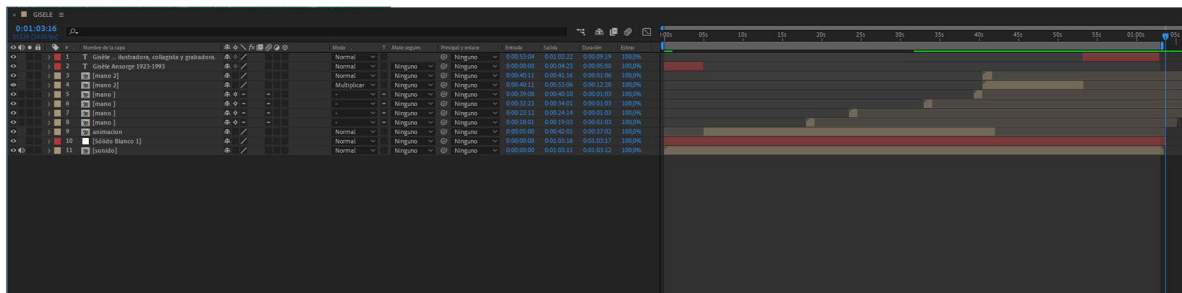 GISELE
0:01:03:16
:00s 05s 10s 15s 20s 25s 30s 35s 40s 45s 50s 55s 01:00s 05s
# Nombre de la capa Modo T Mate seguim. Principal y enlace Entrada Salida Duración Estirar
1 T Gisèle ... ilustradora, collagista y grabadora. Normal Ninguno 0:00:53:04 0:01:02:22 0:00:09:19 100,0%
2 T Gisèle Ansorge 1923-1993 Normal Ninguno Ninguno 0:00:00:00 0:00:04:23 0:00:05:00 100,0%
3 [mano 2] Normal Ninguno Ninguno 0:00:40:11 0:00:41:16 0:00:01:06 100,0%
4 [mano 2] Multiplicar Ninguno Ninguno 0:00:40:11 0:00:53:06 0:00:12:20 100,0%
5 [mano ] - Ninguno Ninguno 0:00:39:08 0:00:40:10 0:00:01:03 100,0%
6 [mano ] - Ninguno Ninguno 0:00:32:23 0:00:34:01 0:00:01:03 100,0%
7 [mano ] - Ninguno Ninguno 0:00:23:12 0:00:24:14 0:00:01:03 100,0%
8 [mano ] - Ninguno Ninguno 0:00:18:01 0:00:19:03 0:00:01:03 100,0%
9 animacion Normal Ninguno Ninguno 0:00:05:00 0:00:42:01 0:00:37:02 100,0%
10 [Sólido Blanco 1] Normal Ninguno Ninguno 0:00:00:00 0:01:03:16 0:01:03:17 100,0%
11 [sonido] Normal Ninguno Ninguno 0:00:00:00 0:01:03:11 0:01:03:12 100,0%